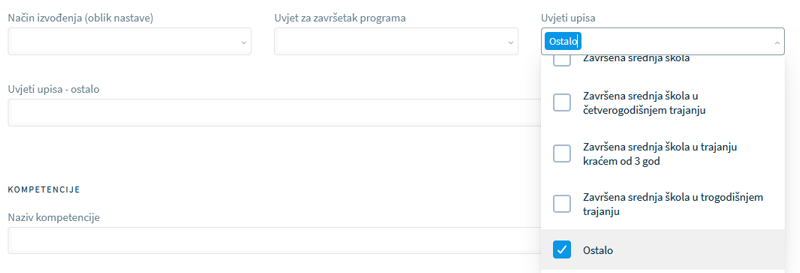 Način izvođenja (oblik nastave)
Uvjet za završetak programa
Uvjeti upisa
Ostalo
Završena srednja škola
Uvjeti upisa - ostalo
Završena srednja škola u
četverogodišnjem trajanju
Završena srednja škola u trajanju
kraćem od 3 god
KOMPETENCIJE
Završena srednja škola u trogodišnjem
trajanju
Naziv kompetencije
Ostalo